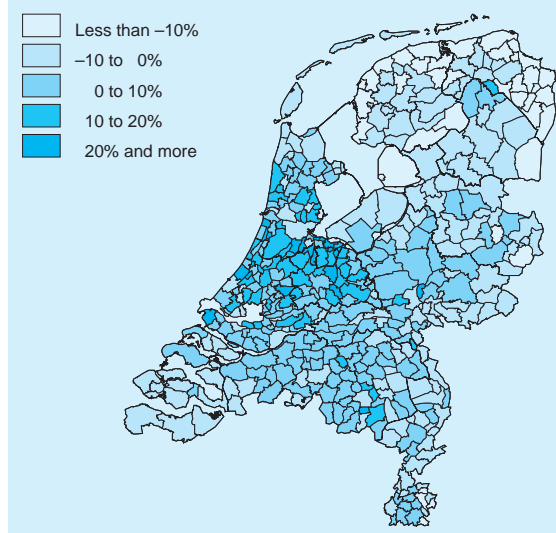 Less than –10%
–10 to 0%
0 to 10%
10 to 20%
20% and more